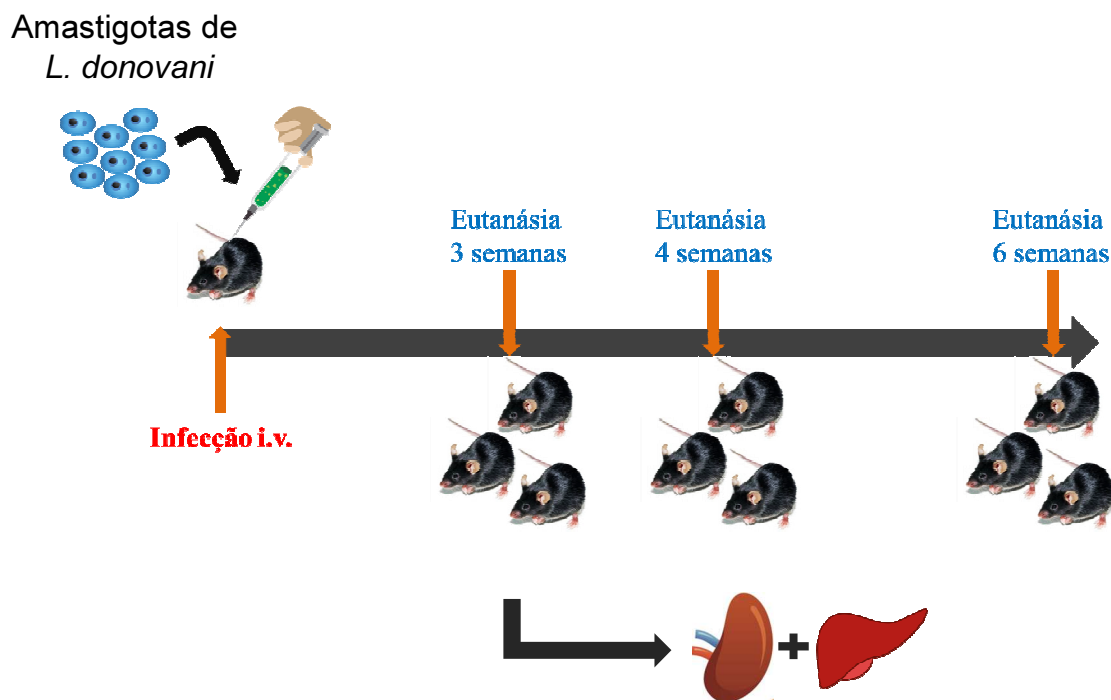 Amastigotas de
L. donovani
Eutanásia
3 semanas
Eutanásia
4 semanas
Eutanásia
6 semanas
Infecção i.v.